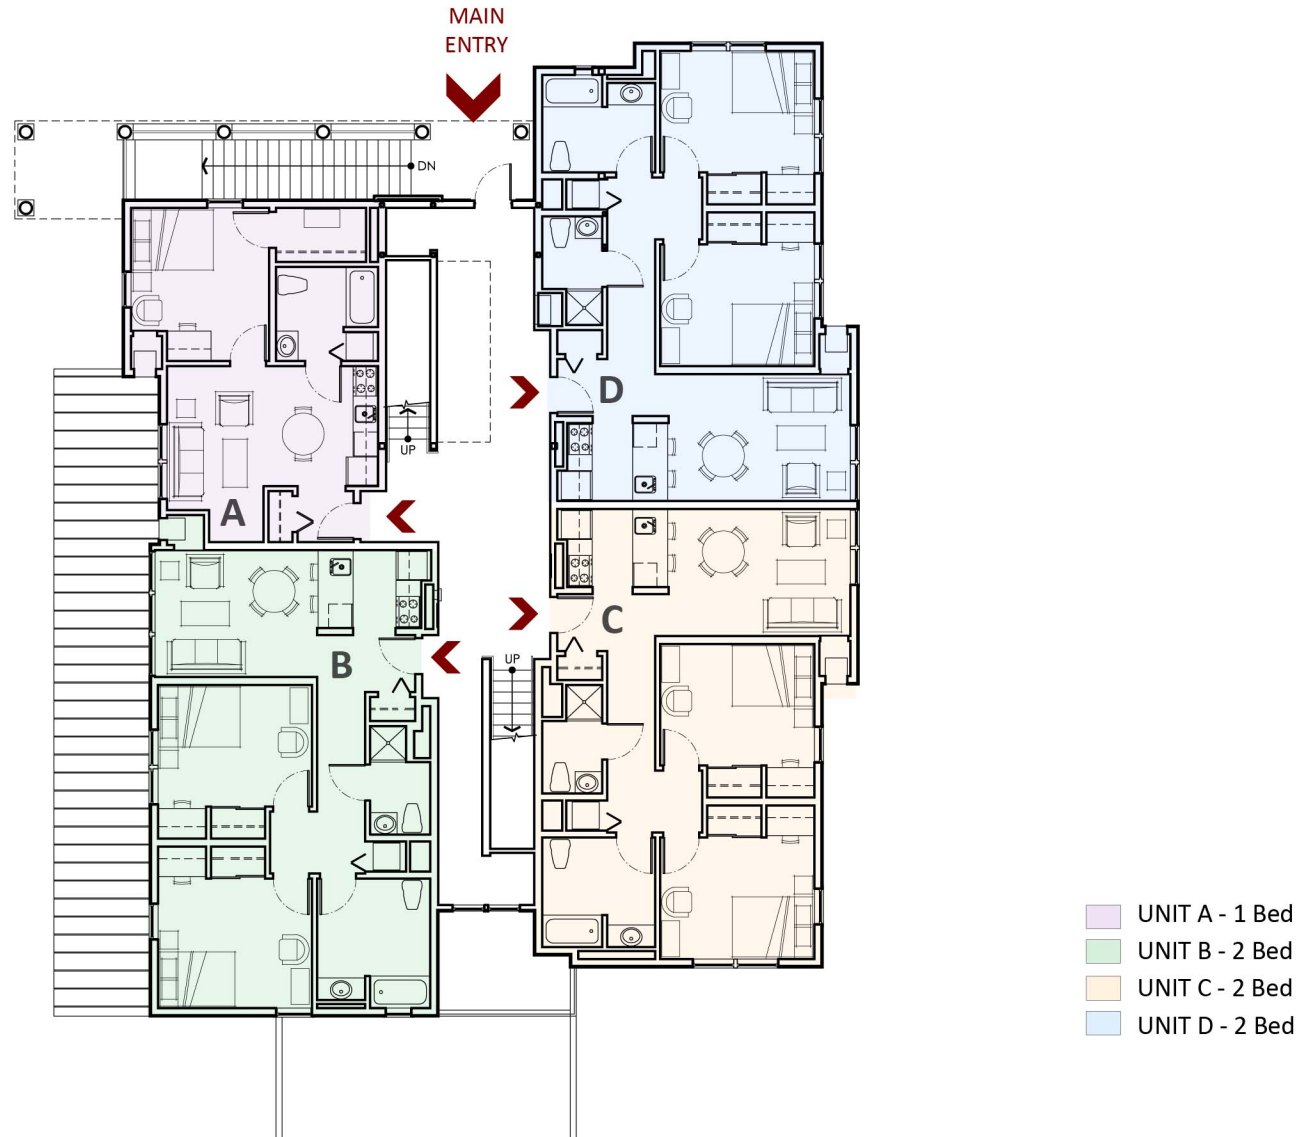 MAIN
ENTRY
DN
UP
D
A
C
B
UP
UNIT A - 1 Bed
UNIT B - 2 Bed
UNIT C - 2 Bed
UNIT D - 2 Bed